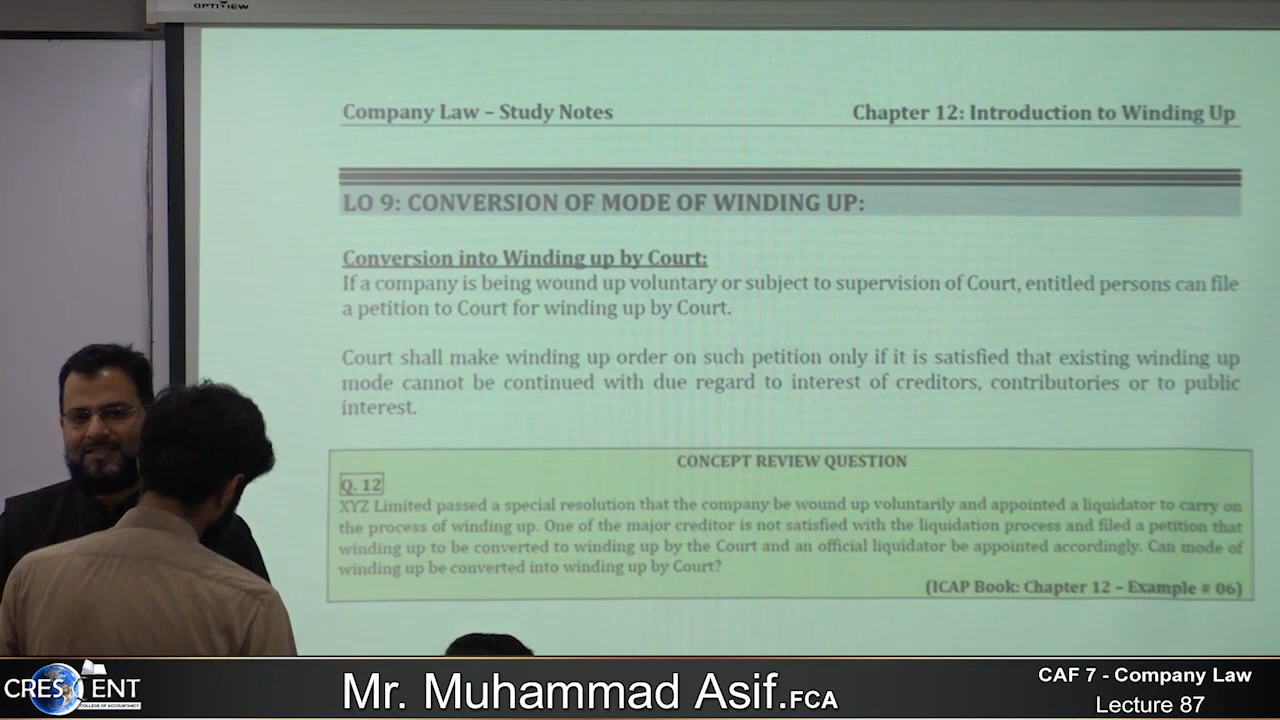 OPTIVIEW
Company Law – Study Notes
Chapter 12: Introduction to Winding Up
LO 9: CONVERSION OF MODE OF WINDING UP:
Conversion into Winding up by Court:
If a company is being wound up voluntary or subject to supervision of Court, entitled persons can file
a petition to Court for winding up by Court.
Court shall make winding up order on such petition only if it is satisfied that existing winding up
mode cannot be continued with due regard to interest of creditors, contributories or to public
interest.
CONCEPT REVIEW QUESTION
Q. 12
XYZ Limited passed a special resolution that the company be wound up voluntarily and appointed a liquidator to carry on
the process of winding up. One of the major creditor is not satisfied with the liquidation process and filed a petition that
winding up to be converted to winding up by the Court and an official liquidator be appointed accordingly. Can mode of
winding up be converted into winding up by Court?
(ICAP Book: Chapter 12 – Example # 06)
CRESCENT
COLLEGE OF ACCOUNTANCY
Mr. Muhammad Asif.FCA
CAF 7 - Company Law
Lecture 87